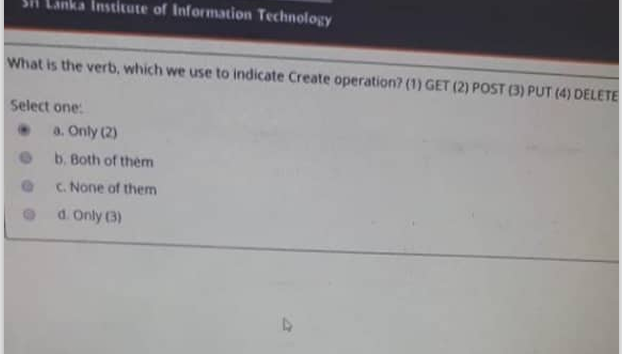 Sri Lanka Institute of Information Technology
What is the verb, which we use to indicate Create operation? (1) GET (2) POST (3) PUT (4) DELETE
Select one:
a. Only (2)
b. Both of them
c. None of them
d. Only (3)